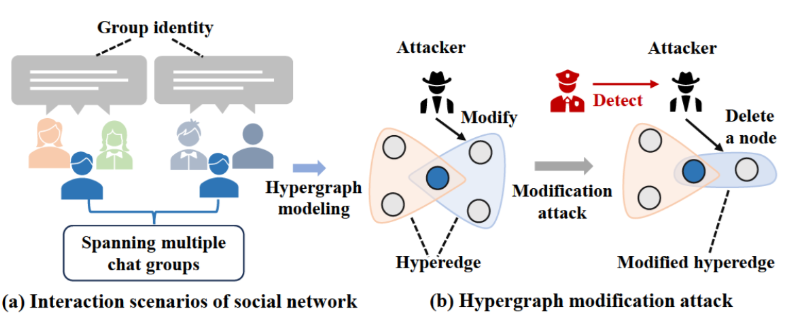 Group identity
Spanning multiple
chat groups
(a) Interaction scenarios of social network
Hypergraph
modeling
Attacker
Modify
Hyperedge
Modification
attack
Detect
Attacker
Delete
a node
Modified hyperedge
(b) Hypergraph modification attack